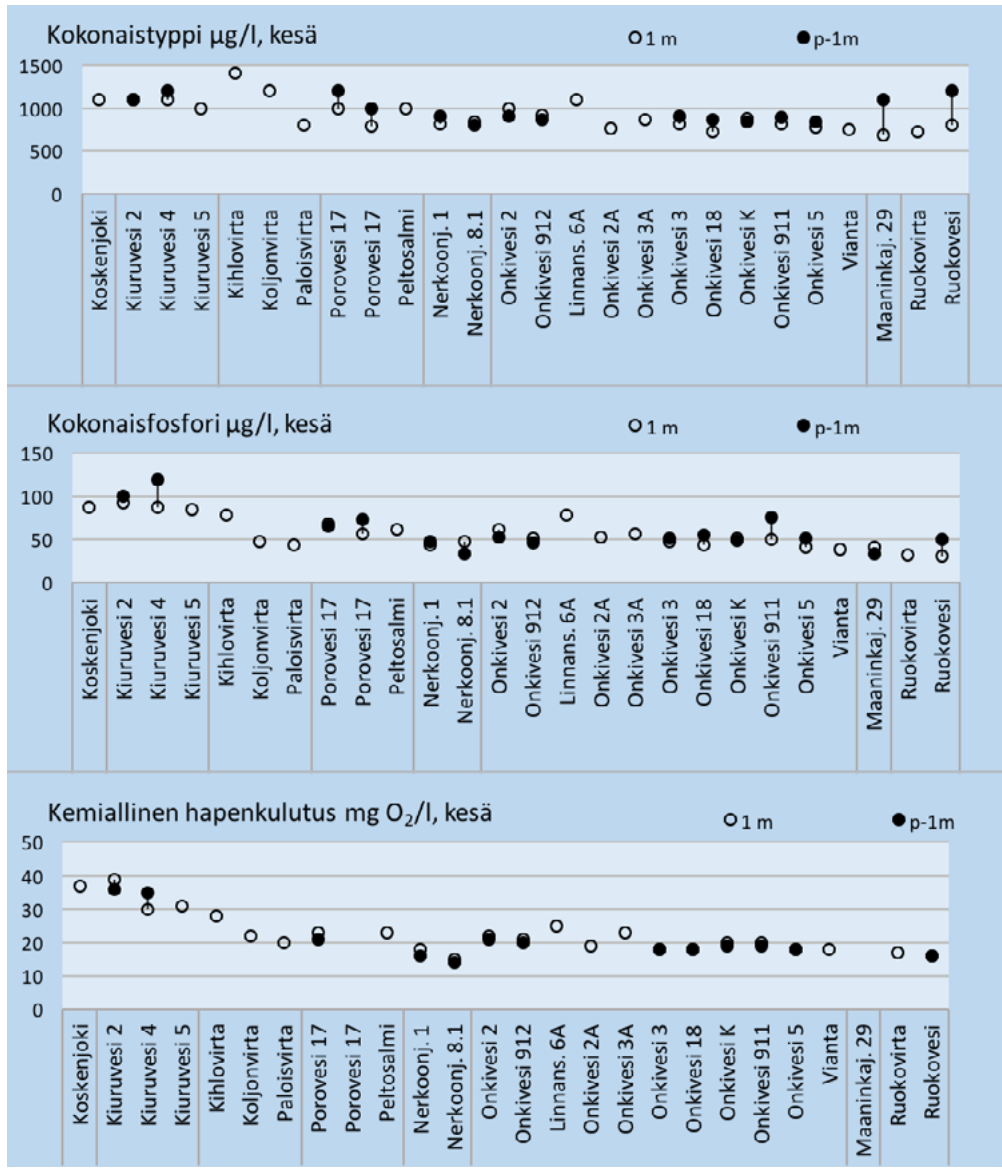 Kokonaistyppi µg/l, kesä
1 m p-1m
1500
1000
500
0
Koskenjoki
Kiuruvesi 2
Kiuruvesi 4
Kiuruvesi 5
Kihlovirta
Koljonvirta
Paloisvirta
Porovesi 17
Porovesi 17
Peltosalmi
Nerkoonj. 1
Nerkoonj. 8.1
Onkivesi 2
Onkivesi 912
Linnans. 6A
Onkivesi 2A
Onkivesi 3A
Onkivesi 3
Onkivesi 18
Onkivesi K
Onkivesi 911
Onkivesi 5
Vianta
Maaninkaj. 29
Ruokovirta
Ruokovesi
Kokonaisfosfori µg/l, kesä
1 m p-1m
150
100
50
0
Koskenjoki
Kiuruvesi 2
Kiuruvesi 4
Kiuruvesi 5
Kihlovirta
Koljonvirta
Paloisvirta
Porovesi 17
Porovesi 17
Peltosalmi
Nerkoonj. 1
Nerkoonj. 8.1
Onkivesi 2
Onkivesi 912
Linnans. 6A
Onkivesi 2A
Onkivesi 3A
Onkivesi 3
Onkivesi 18
Onkivesi K
Onkivesi 911
Onkivesi 5
Vianta
Maaninkaj. 29
Ruokovirta
Ruokovesi
Kemiallinen hapenkulutus mg O₂/l, kesä
1 m p-1m
50
40
30
20
10
0
Koskenjoki
Kiuruvesi 2
Kiuruvesi 4
Kiuruvesi 5
Kihlovirta
Koljonvirta
Paloisvirta
Porovesi 17
Porovesi 17
Peltosalmi
Nerkoonj. 1
Nerkoonj. 8.1
Onkivesi 2
Onkivesi 912
Linnans. 6A
Onkivesi 2A
Onkivesi 3A
Onkivesi 3
Onkivesi 18
Onkivesi K
Onkivesi 911
Onkivesi 5
Vianta
Maaninkaj. 29
Ruokovirta
Ruokovesi